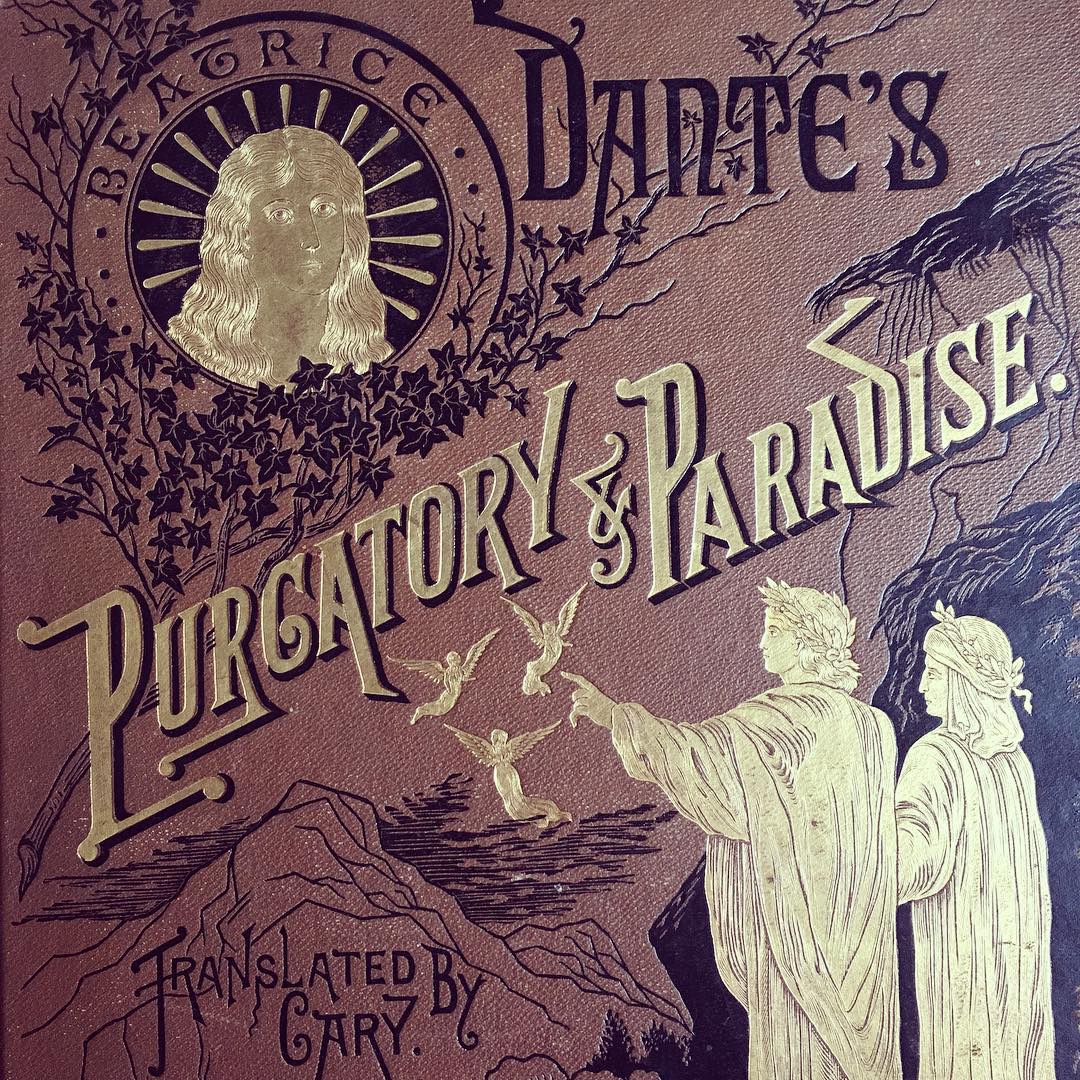 BEATRICE
DANTE'S
PURGATORY & PARADISE.
TRANSLATED BY
CARY.